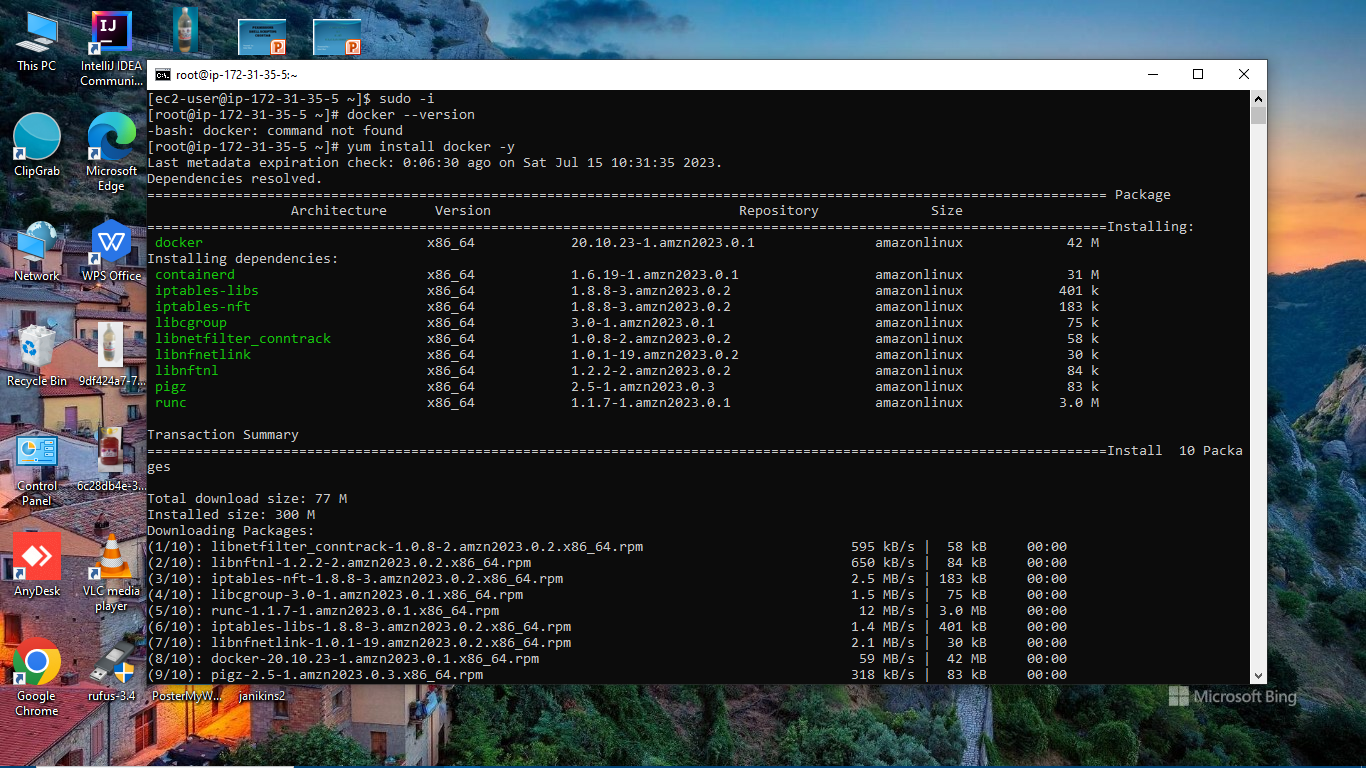 This PC
IntelliJ IDEA
Communi...
ClipGrab
Microsoft
Edge
Network
WPS Office
Recycle Bin
9df424a7-7...
Control
Panel
6c28db4e-3...
AnyDesk
VLC media
player
Google
Chrome
rufus-3.4
PosterMyW...
janikins2
root@ip-172-31-35-5:~
[ec2-user@ip-172-31-35-5 ~]$ sudo -i
[root@ip-172-31-35-5 ~]# docker --version
-bash: docker: command not found
[root@ip-172-31-35-5 ~]# yum install docker -y
Last metadata expiration check: 0:06:30 ago on Sat Jul 15 10:31:35 2023.
Dependencies resolved.
======================================================================================================================== Package
Architecture Version Repository Size
========================================================================================================================Installing:
docker x86_64 20.10.23-1.amzn2023.0.1 amazonlinux 42 M
Installing dependencies:
containerd x86_64 1.6.19-1.amzn2023.0.1 amazonlinux 31 M
iptables-libs x86_64 1.8.8-3.amzn2023.0.2 amazonlinux 401 k
iptables-nft x86_64 1.8.8-3.amzn2023.0.2 amazonlinux 183 k
libcgroup x86_64 3.0-1.amzn2023.0.1 amazonlinux 75 k
libnetfilter_conntrack x86_64 1.0.8-2.amzn2023.0.2 amazonlinux 58 k
libnfnetlink x86_64 1.0.1-19.amzn2023.0.2 amazonlinux 30 k
libnftnl x86_64 1.2.2-2.amzn2023.0.2 amazonlinux 84 k
pigz x86_64 2.5-1.amzn2023.0.3 amazonlinux 83 k
runc x86_64 1.1.7-1.amzn2023.0.1 amazonlinux 3.0 M
Transaction Summary
========================================================================================================================Install 10 Packa
ges
Total download size: 77 M
Installed size: 300 M
Downloading Packages:
(1/10): libnetfilter_conntrack-1.0.8-2.amzn2023.0.2.x86_64.rpm 595 kB/s | 58 kB 00:00
(2/10): libnftnl-1.2.2-2.amzn2023.0.2.x86_64.rpm 650 kB/s | 84 kB 00:00
(3/10): iptables-nft-1.8.8-3.amzn2023.0.2.x86_64.rpm 2.5 MB/s | 183 kB 00:00
(4/10): libcgroup-3.0-1.amzn2023.0.1.x86_64.rpm 1.5 MB/s | 75 kB 00:00
(5/10): runc-1.1.7-1.amzn2023.0.1.x86_64.rpm 12 MB/s | 3.0 MB 00:00
(6/10): iptables-libs-1.8.8-3.amzn2023.0.2.x86_64.rpm 1.4 MB/s | 401 kB 00:00
(7/10): libnfnetlink-1.0.1-19.amzn2023.0.2.x86_64.rpm 2.1 MB/s | 30 kB 00:00
(8/10): docker-20.10.23-1.amzn2023.0.1.x86_64.rpm 59 MB/s | 42 MB 00:00
(9/10): pigz-2.5-1.amzn2023.0.3.x86_64.rpm 318 kB/s | 83 kB 00:00
Microsoft Bing